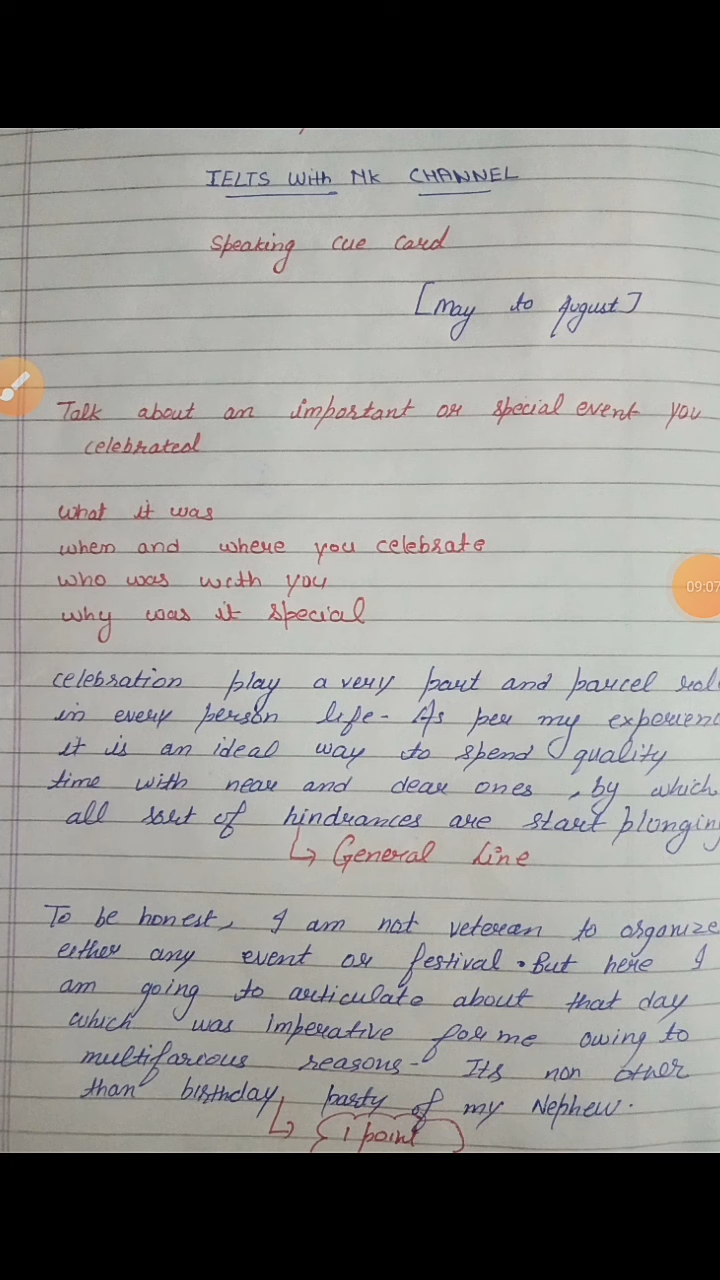 IELTS With NK CHANNEL
Speaking cue card
[May to August]
Talk about an important or special event you
celebrated
what it was
when and where you celebrate
who was with you
why was it special
09:07
celebration play a very part and parcel rol
in every person life - As per my experienc
it is an ideal way to spend quality
time with near and dear ones, by which
all sort of hindrances are start plonging
↳ General line
To be honest, I am not veteran to organize
either any event or festival. But here I
am going to articulate about that day
which was imperative for me owing to
multifarious reasons - Its non other
than birthday party of my Nephew.
↳ {1 point}